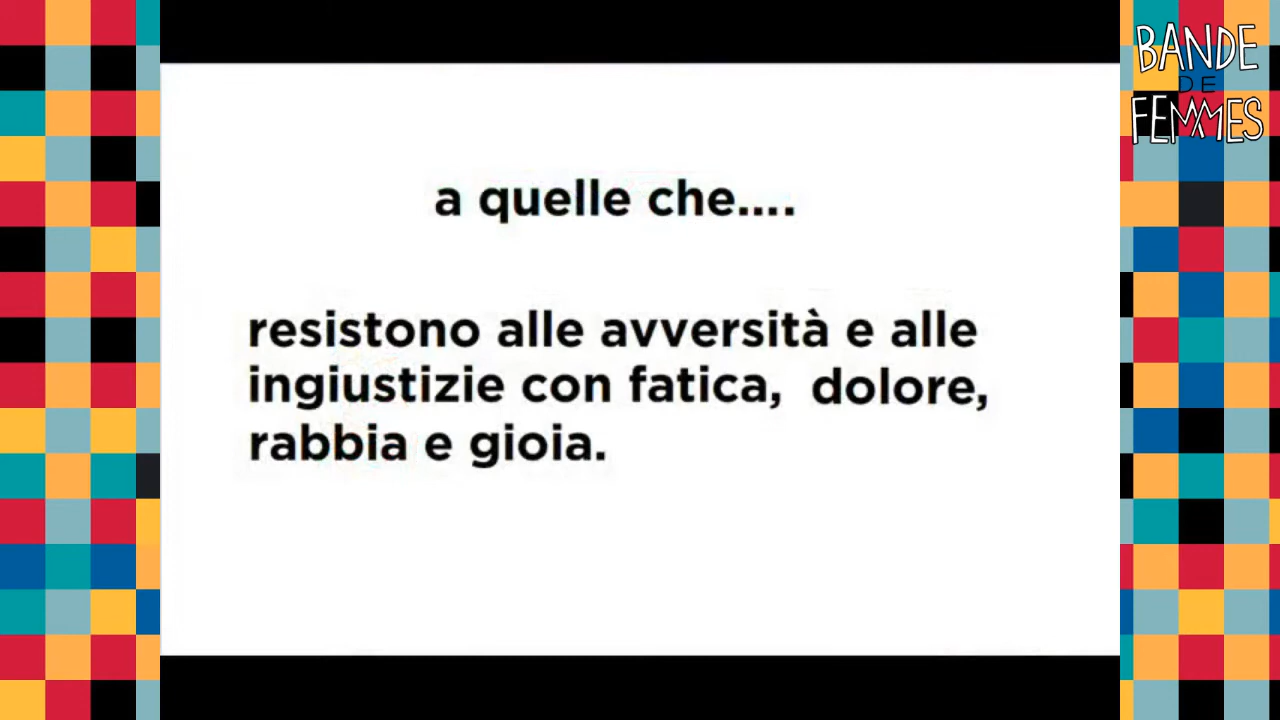 BANDE
DE
FEMMES
a quelle che....
resistono alle avversità e alle
ingiustizie con fatica,  dolore,
rabbia e gioia.